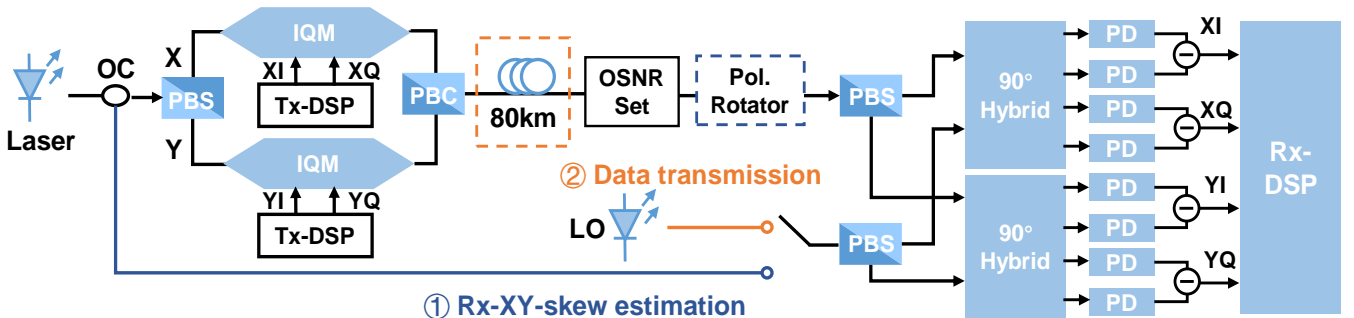 Laser
OC
PBS
X
Y
IQM
XI XQ
Tx-DSP
IQM
YI YQ
Tx-DSP
PBC
80km
OSNR
Set
Pol.
Rotator
② Data transmission
LO
① Rx-XY-skew estimation
PBS
PBS
90°
Hybrid
90°
Hybrid
PD
PD
PD
PD
PD
PD
PD
PD
XI
XQ
YI
YQ
Rx-
DSP